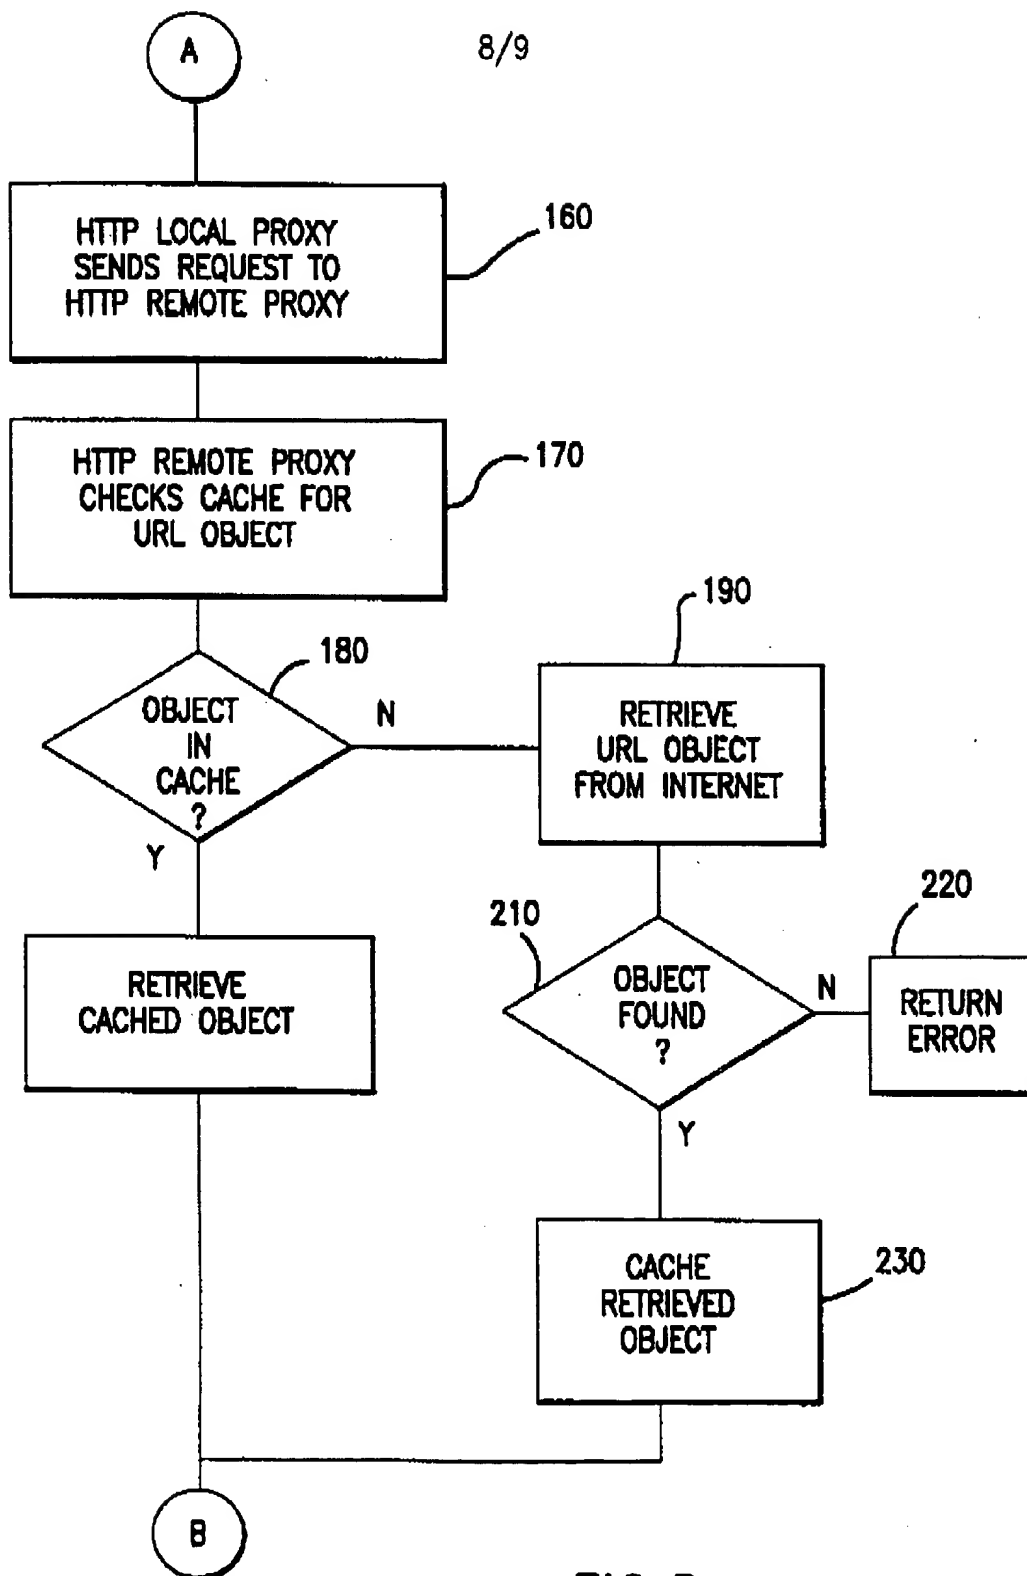 A
8/9
HTTP LOCAL PROXY
SENDS REQUEST TO
HTTP REMOTE PROXY
160
HTTP REMOTE PROXY
CHECKS CACHE FOR
URL OBJECT
170
180
OBJECT
IN
CACHE
?
N
Y
190
RETRIEVE
URL OBJECT
FROM INTERNET
RETRIEVE
CACHED OBJECT
210
OBJECT
FOUND
?
N
Y
220
RETURN
ERROR
CACHE
RETRIEVED
OBJECT
230
B